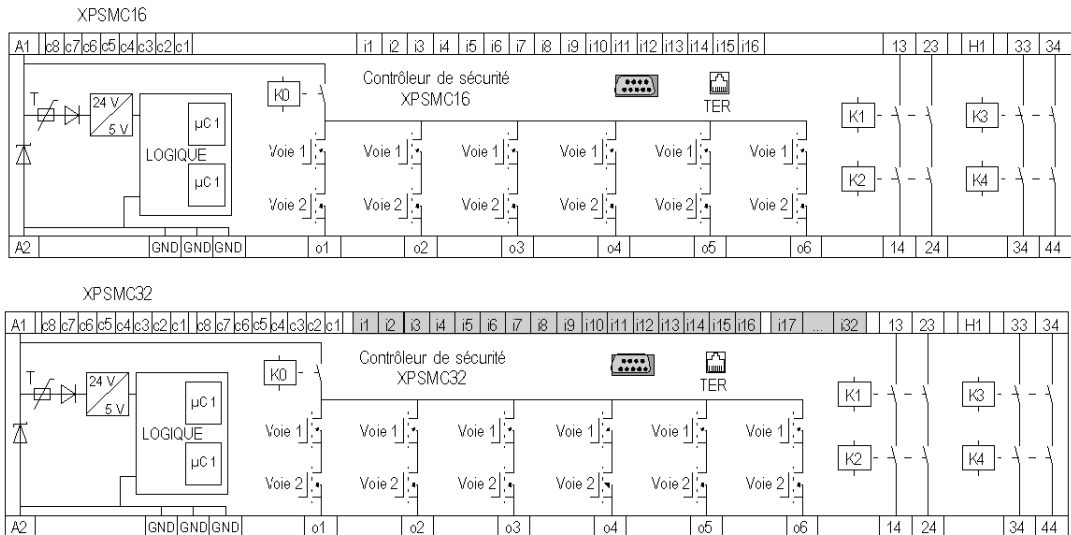 XPSMC16
A1 c8 c7 c6 c5 c4 c3 c2 c1 i1 i2 i3 i4 i5 i6 i7 i8 i9 i10 i11 i12 i13 i14 i15 i16 13 23 H1 33 34
Contrôleur de sécurité
XPSMC16
TER
K0
T
24 V
5 V
µC1
LOGIQUE
µC1
K1
K3
Voie 1 Voie 1 Voie 1 Voie 1 Voie 1 Voie 1
K2
K4
Voie 2 Voie 2 Voie 2 Voie 2 Voie 2 Voie 2
A2 GND GND GND o1 o2 o3 o4 o5 o6 14 24 34 44
XPSMC32
A1 c8 c7 c6 c5 c4 c3 c2 c1 c8 c7 c6 c5 c4 c3 c2 c1 i1 i2 i3 i4 i5 i6 i7 i8 i9 i10 i11 i12 i13 i14 i15 i16 i17 ... i32 13 23 H1 33 34
Contrôleur de sécurité
XPSMC32
TER
K0
T
24 V
5 V
µC1
LOGIQUE
µC1
K1
K3
Voie 1 Voie 1 Voie 1 Voie 1 Voie 1 Voie 1
K2
K4
Voie 2 Voie 2 Voie 2 Voie 2 Voie 2 Voie 2
A2 GND GND GND o1 o2 o3 o4 o5 o6 14 24 34 44